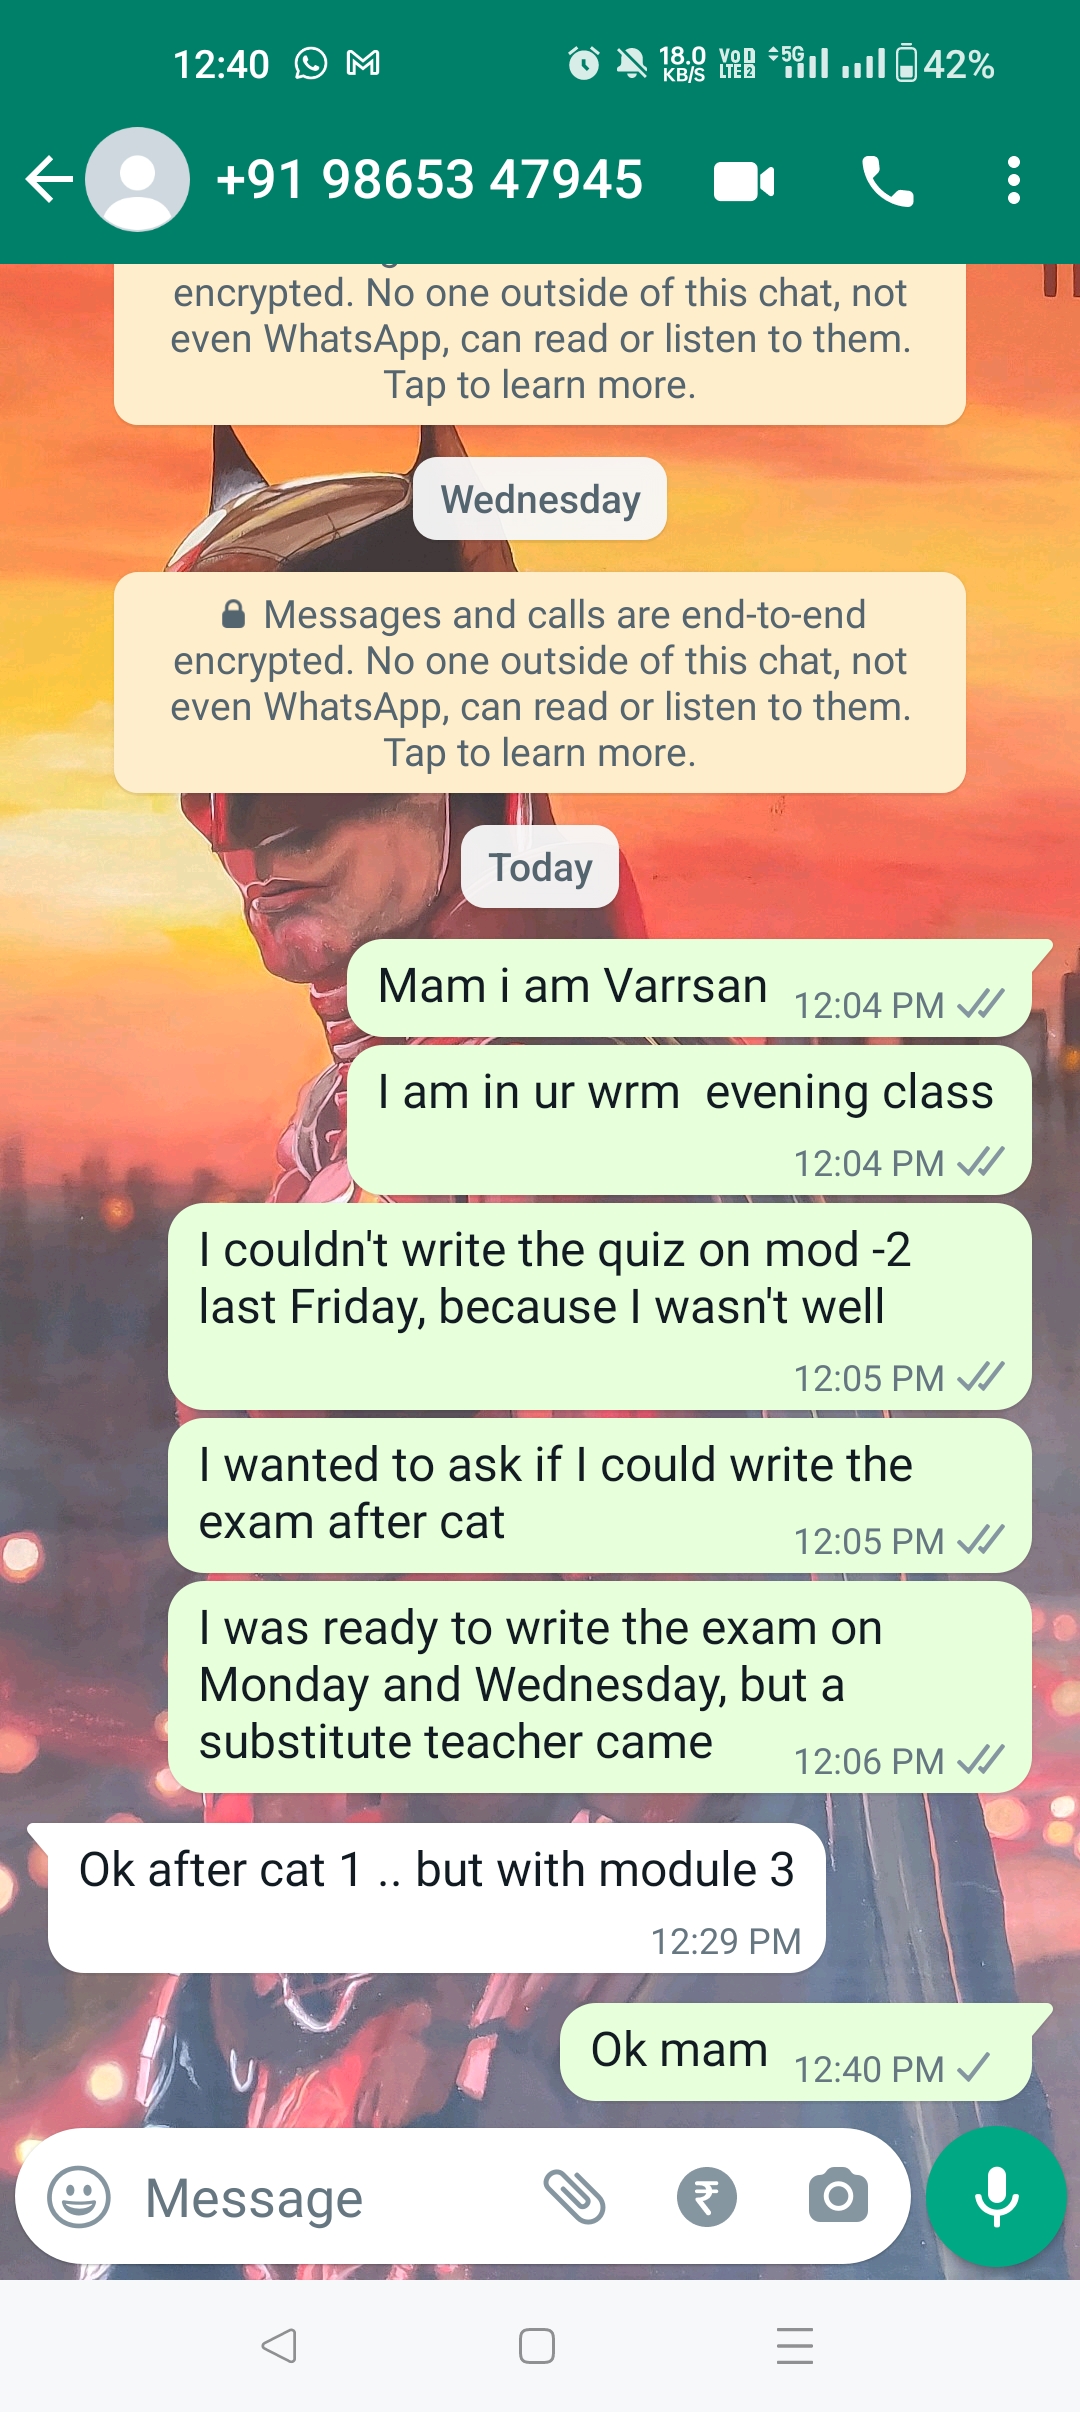 12:40
18.0
KB/S
VoD
LTE2
5G
42%
+91 98653 47945
encrypted. No one outside of this chat, not
even WhatsApp, can read or listen to them.
Tap to learn more.
Wednesday
Messages and calls are end-to-end
encrypted. No one outside of this chat, not
even WhatsApp, can read or listen to them.
Tap to learn more.
Today
Mam i am Varrsan 12:04 PM
I am in ur wrm  evening class
12:04 PM
I couldn't write the quiz on mod -2
last Friday, because I wasn't well
12:05 PM
I wanted to ask if I could write the
exam after cat 12:05 PM
I was ready to write the exam on
Monday and Wednesday, but a
substitute teacher came 12:06 PM
Ok after cat 1 .. but with module 3
12:29 PM
Ok mam 12:40 PM
Message
₹